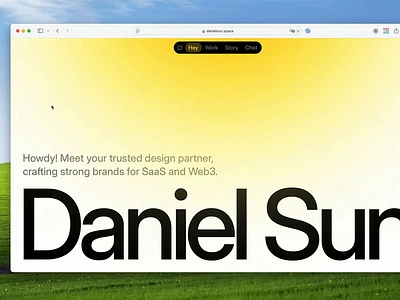 danielsun.space
Hey Work Story Chat
Howdy! Meet your trusted design partner,
crafting strong brands for SaaS and Web3.
Daniel Sun